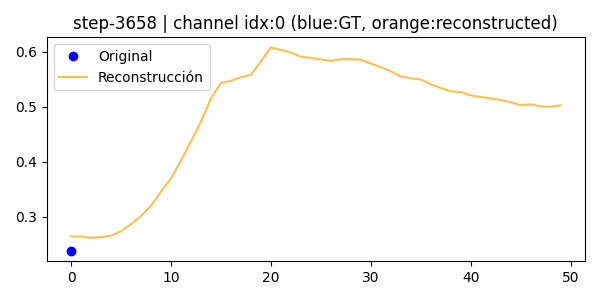 step-3658 | channel idx:0 (blue:GT, orange:reconstructed)
Original
Reconstrucción
0.6
0.5
0.4
0.3
0 10 20 30 40 50